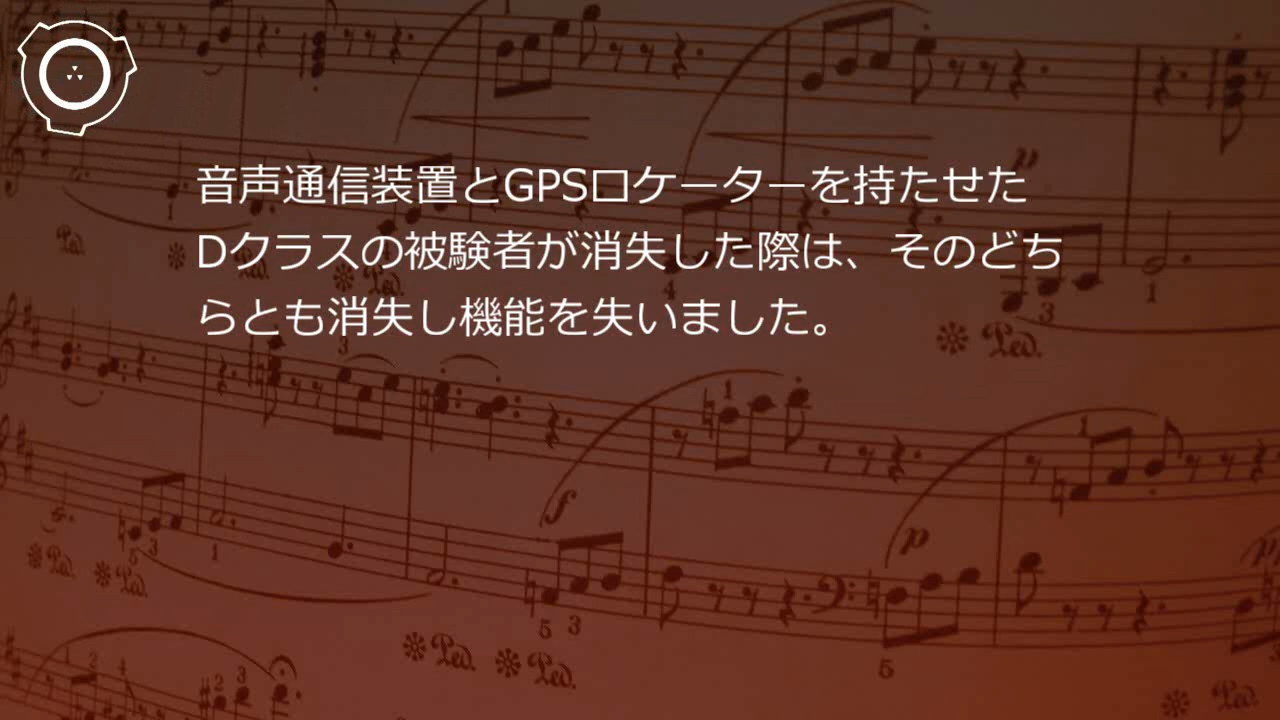 音声通信装置とGPSロケーターを持たせた
Dクラスの被験者が消失した際は、そのどち
らとも消失し機能を失いました。